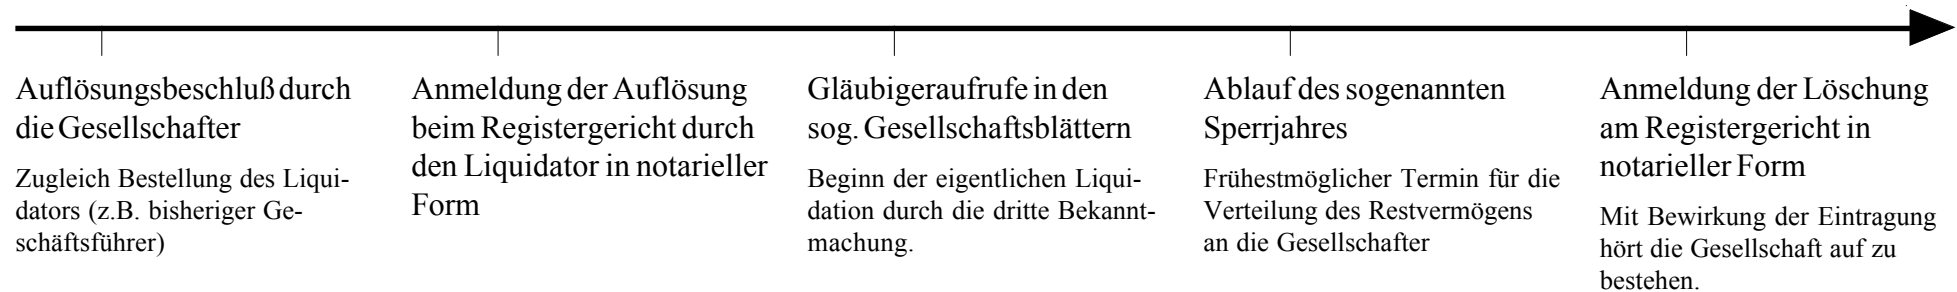 Auflösungsbeschluß durch
die Gesellschafter
Zugleich Bestellung des Liqui-
dators (z.B. bisheriger Ge-
schäftsführer)
Anmeldung der Auflösung
beim Registergericht durch
den Liquidator in notarieller
Form
Gläubigeraufrufe in den
sog. Gesellschaftsblättern
Beginn der eigentlichen Liqui-
dation durch die dritte Bekannt-
machung.
Ablauf des sogenannten
Sperrjahres
Frühestmöglicher Termin für die
Verteilung des Restvermögens
an die Gesellschafter
Anmeldung der Löschung
am Registergericht in
notarieller Form
Mit Bewirkung der Eintragung
hört die Gesellschaft auf zu
bestehen.